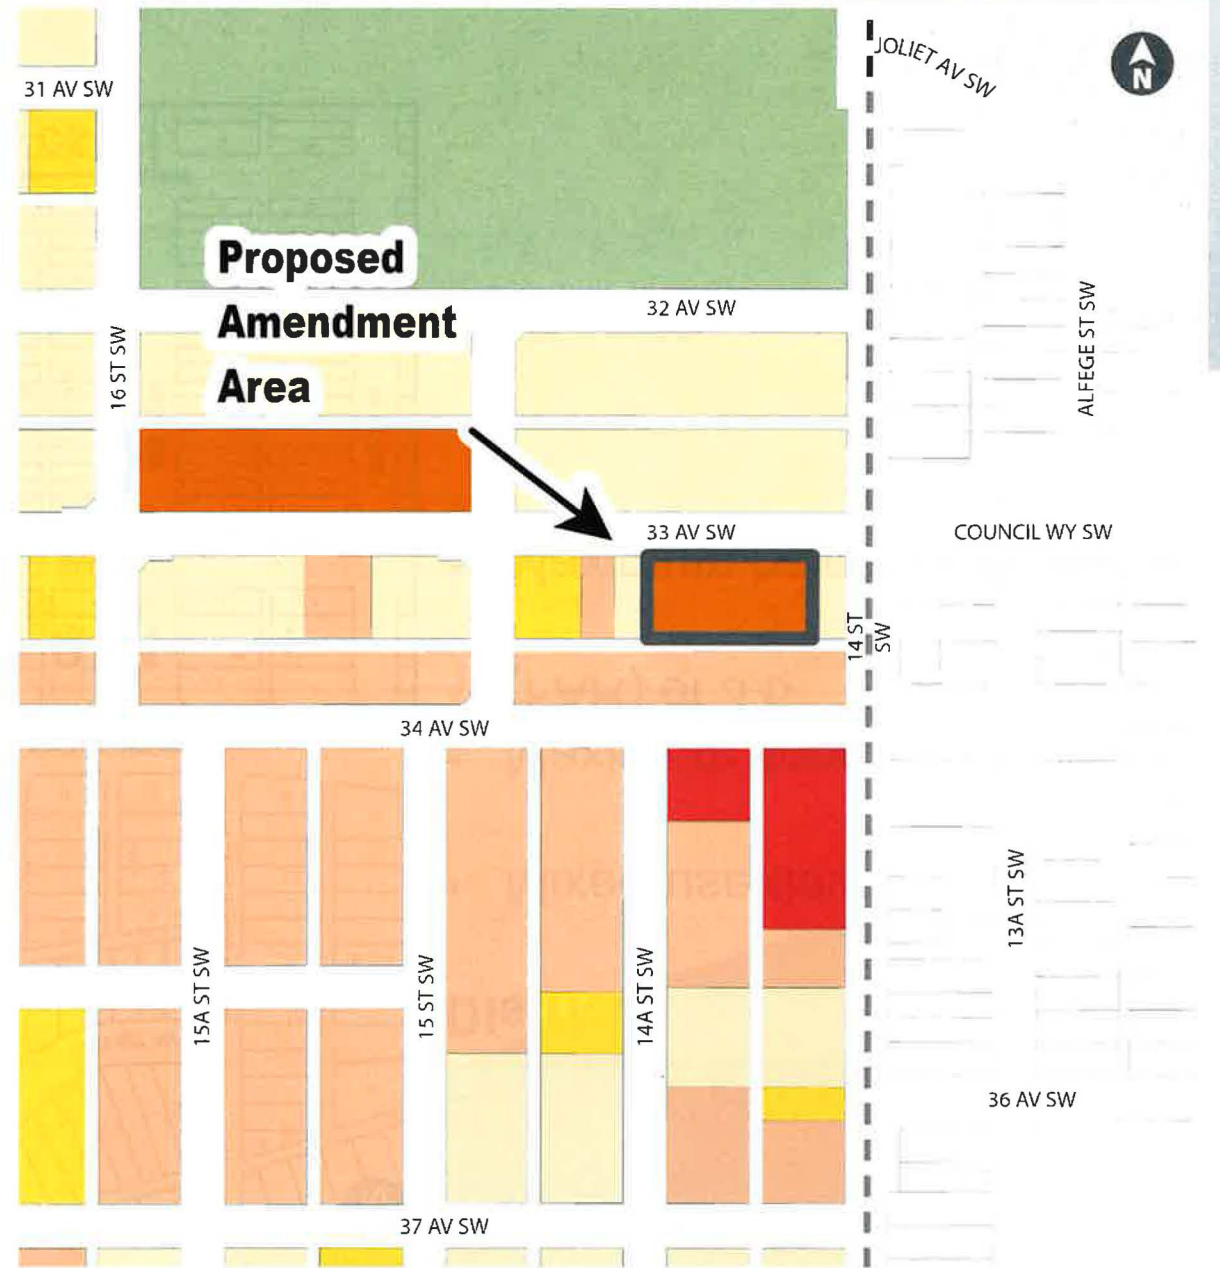 JOLIET AV SW
N
31 AV SW
Proposed
Amendment
Area
32 AV SW
16 ST SW
ALFEGE ST SW
33 AV SW
COUNCIL WY SW
14 ST
SW
34 AV SW
13A ST SW
15A ST SW
15 ST SW
14A ST SW
36 AV SW
37 AV SW